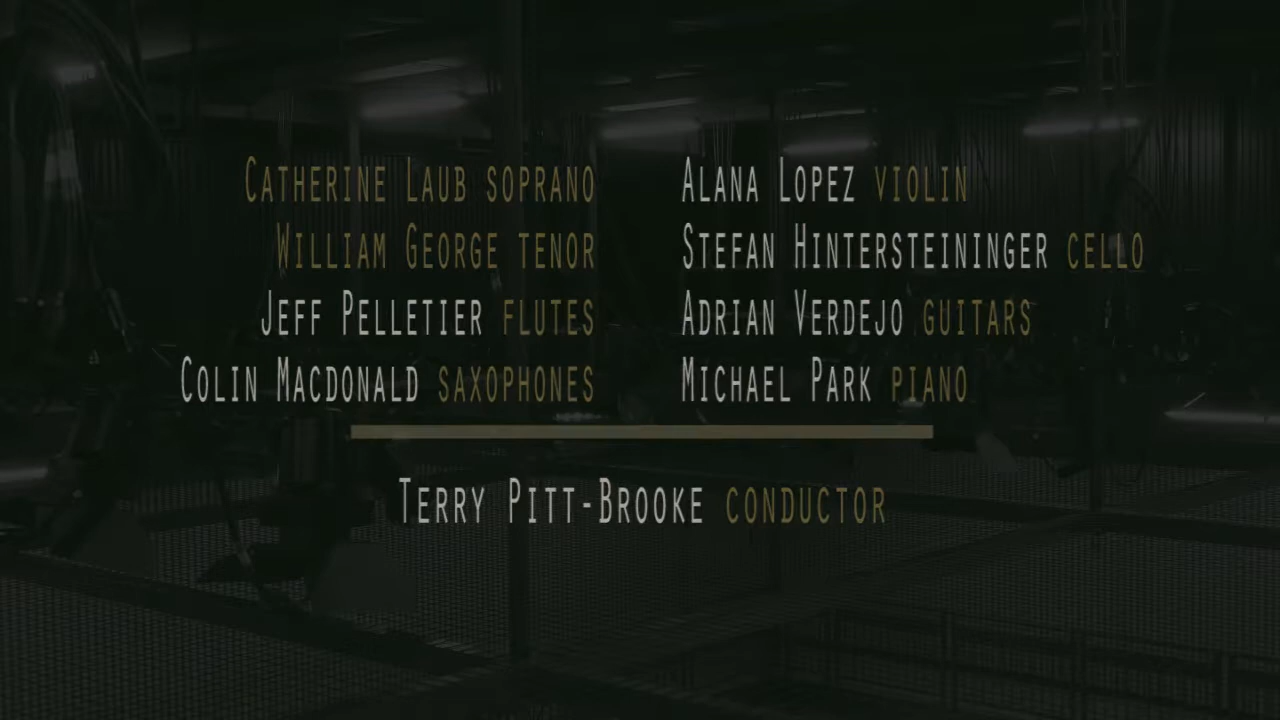 Catherine Laub soprano
William George tenor
Jeff Pelletier flutes
Colin Macdonald saxophones
Alana Lopez violin
Stefan Hintersteininger cello
Adrian Verdejo guitars
Michael Park piano
Terry Pitt-Brooke conductor